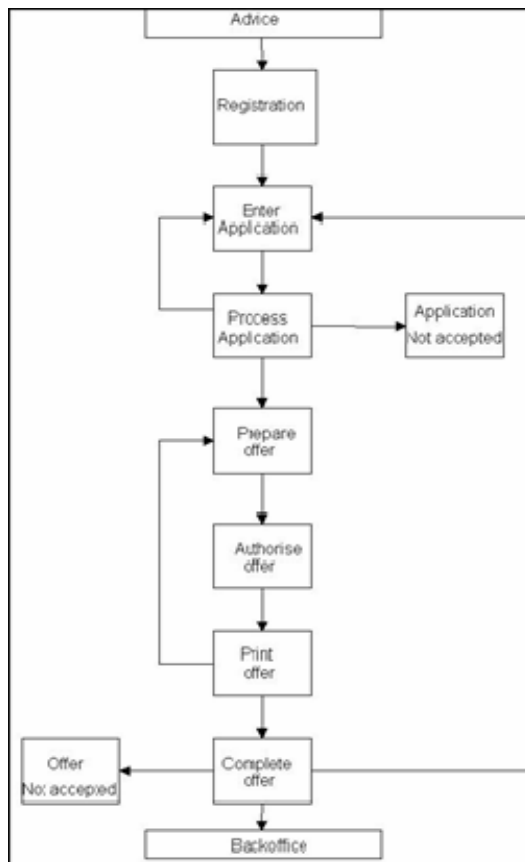 Advice
Registration
Enter
Application
Process
Application
Application
Not accepted
Prepare
offer
Authorise
offer
Print
offer
Offer
Not accepted
Complete
offer
Backoffice